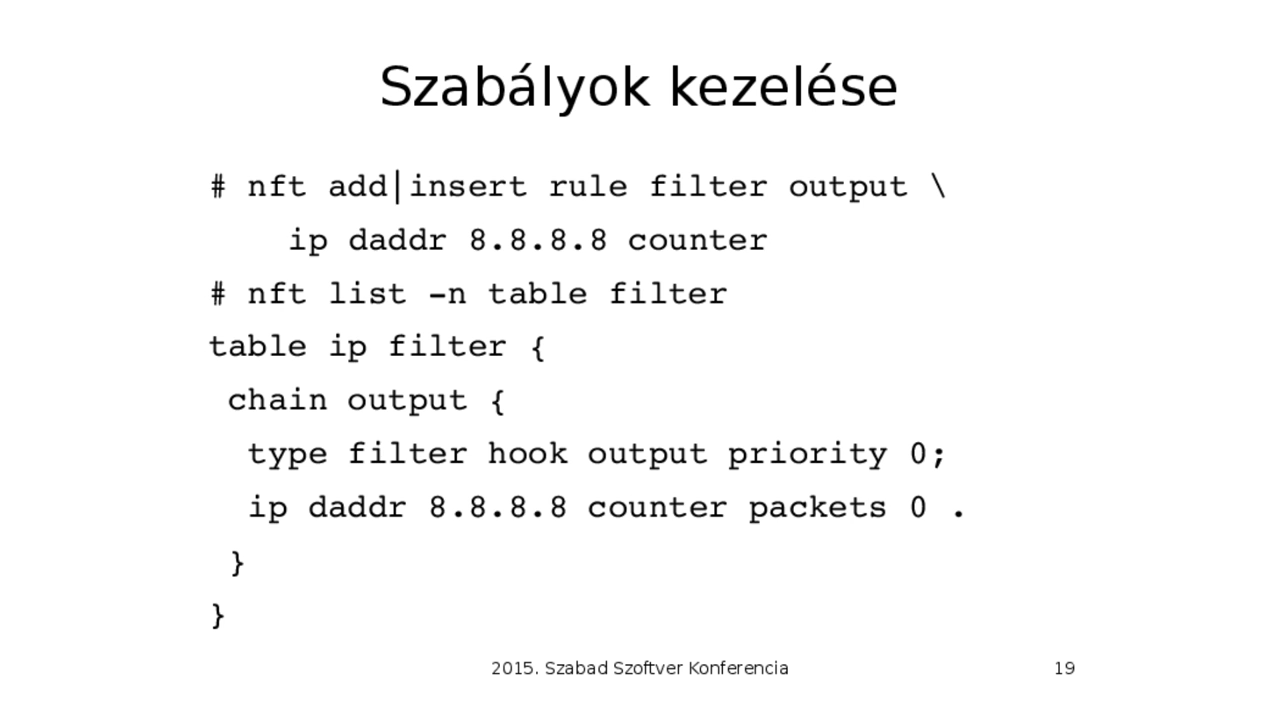 Szabályok kezelése
# nft add|insert rule filter output \
ip daddr 8.8.8.8 counter
# nft list -n table filter
table ip filter {
chain output {
type filter hook output priority 0;
ip daddr 8.8.8.8 counter packets 0 .
}
}
2015. Szabad Szoftver Konferencia
19